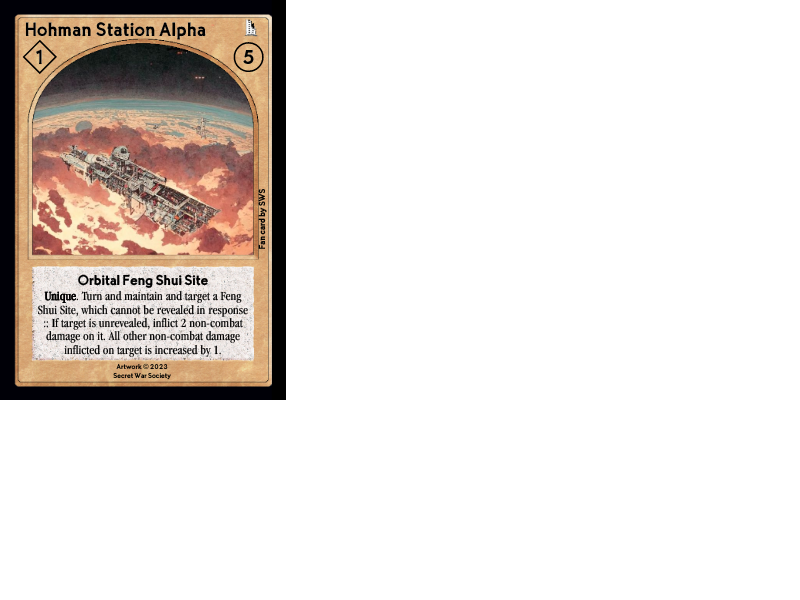 Hohman Station Alpha
1
5
Fan card by SWS
Orbital Feng Shui Site
Unique. Turn and maintain and target a Feng
Shui Site, which cannot be revealed in response
:: If target is unrevealed, inflict 2 non-combat
damage on it. All other non-combat damage
inflicted on target is increased by 1.
Artwork © 2023
Secret War Society